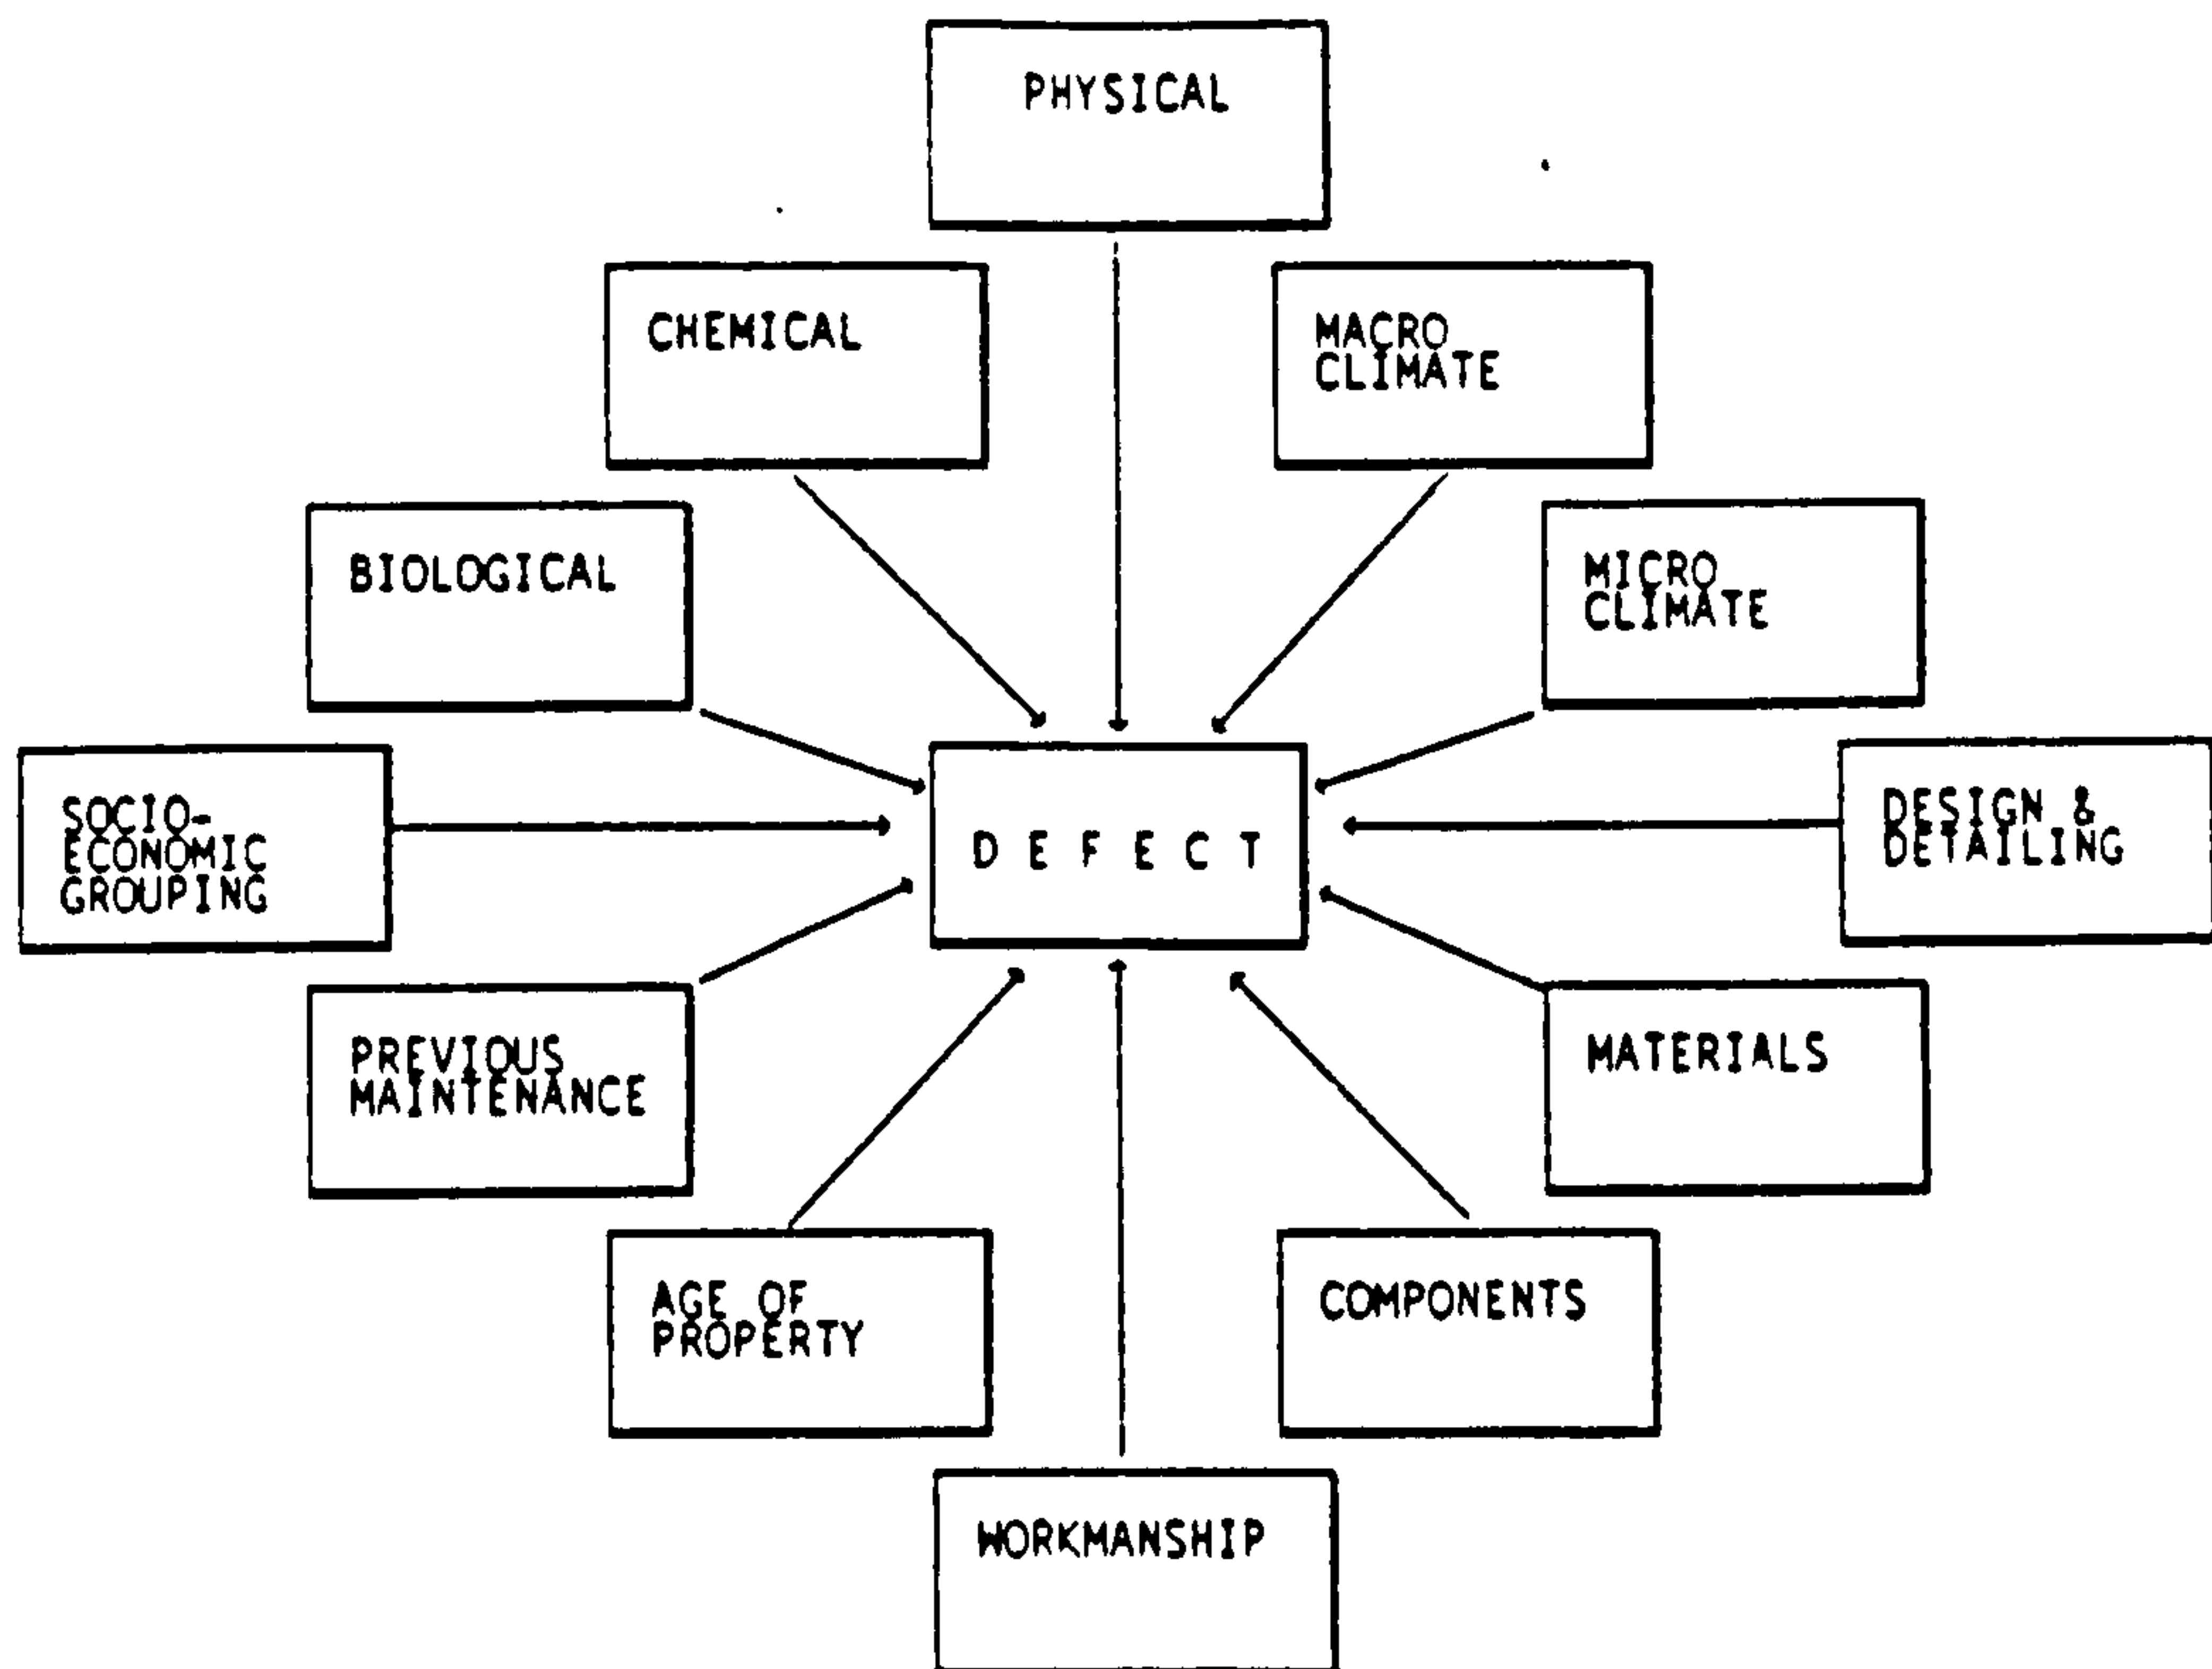 PHYSICAL
CHEMICAL
MACRO
CLIMATE
BIOLOGICAL
MICRO
CLIMATE
SOCIO-
ECONOMIC
GROUPING
D E F E C T
DESIGN &
DETAILING
PREVIOUS
MAINTENANCE
MATERIALS
AGE OF
PROPERTY
COMPONENTS
WORKMANSHIP